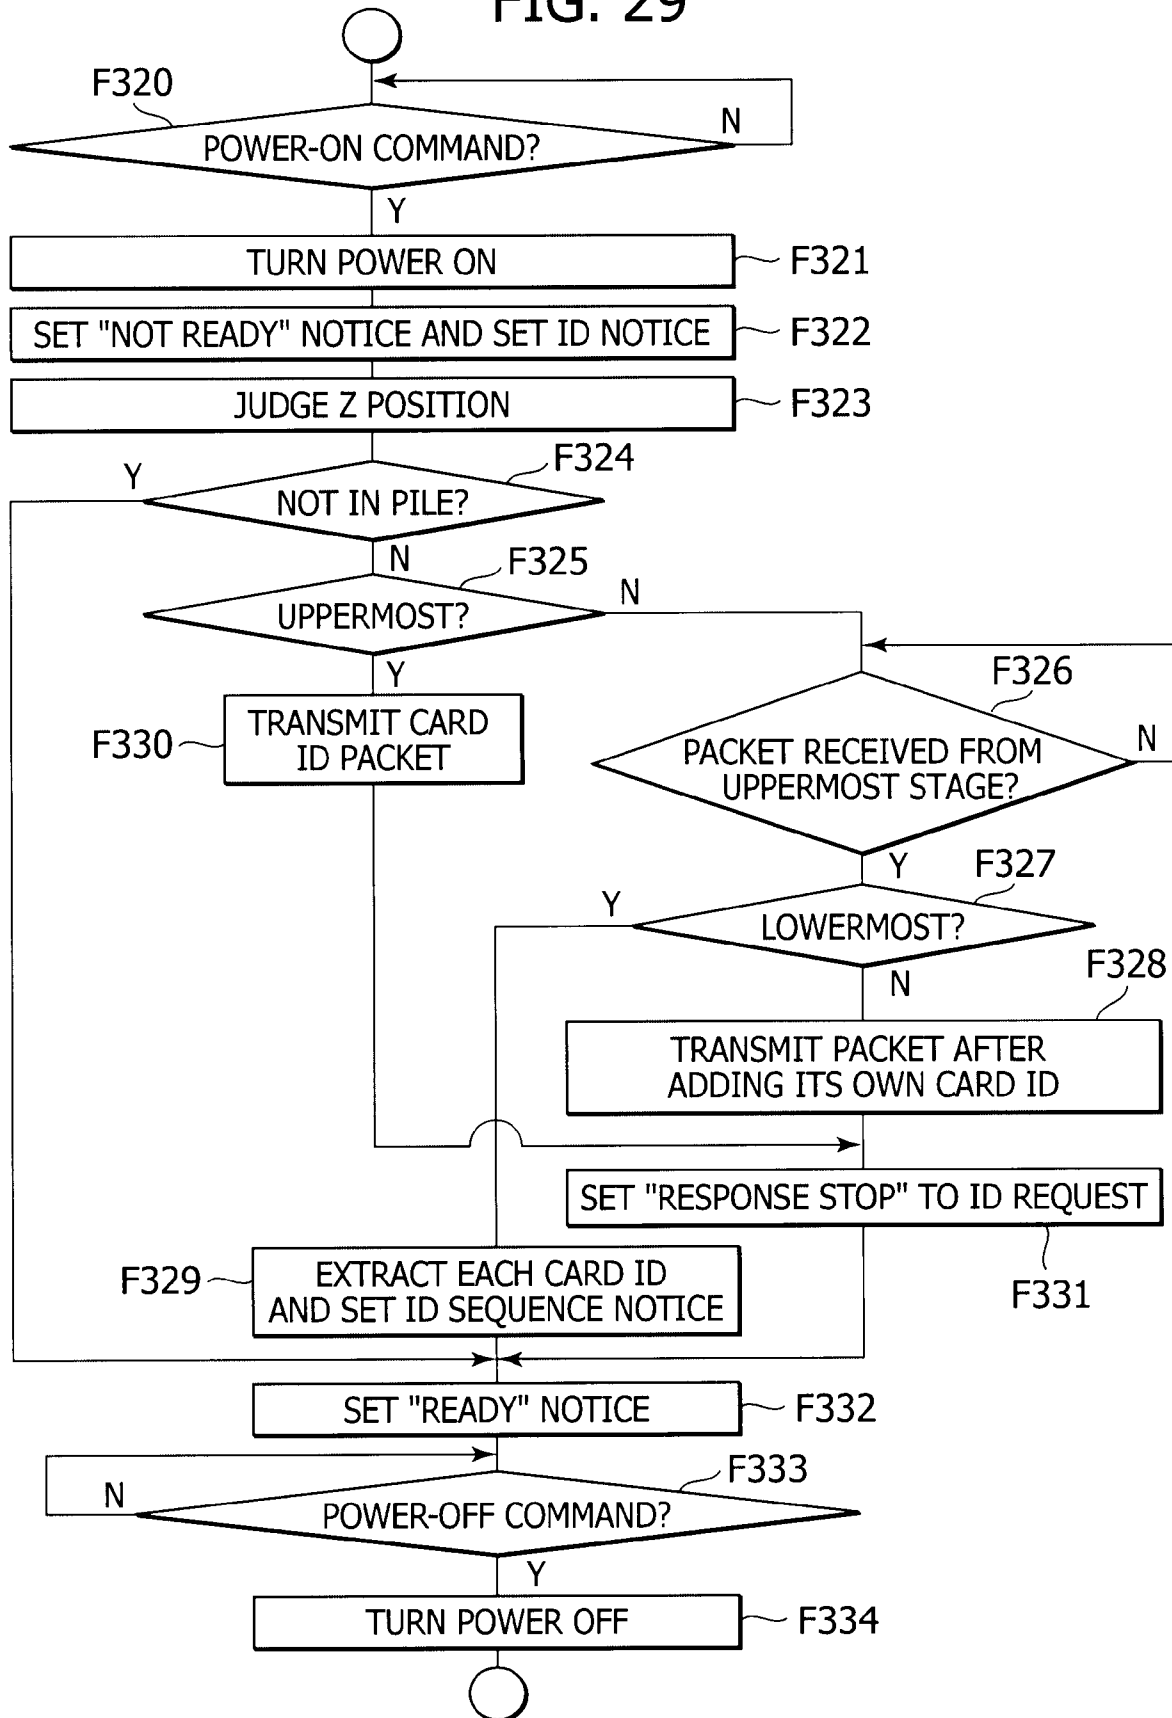 FIG. 29
F320
POWER-ON COMMAND?
N
Y
TURN POWER ON
F321
SET "NOT READY" NOTICE AND SET ID NOTICE
F322
JUDGE Z POSITION
F323
F324
Y
NOT IN PILE?
N
F325
UPPERMOST?
N
Y
F326
F330
TRANSMIT CARD
ID PACKET
PACKET RECEIVED FROM
UPPERMOST STAGE?
N
Y
F327
Y
LOWERMOST?
N
F328
TRANSMIT PACKET AFTER
ADDING ITS OWN CARD ID
SET "RESPONSE STOP" TO ID REQUEST
F331
F329
EXTRACT EACH CARD ID
AND SET ID SEQUENCE NOTICE
SET "READY" NOTICE
F332
F333
N
POWER-OFF COMMAND?
Y
TURN POWER OFF
F334